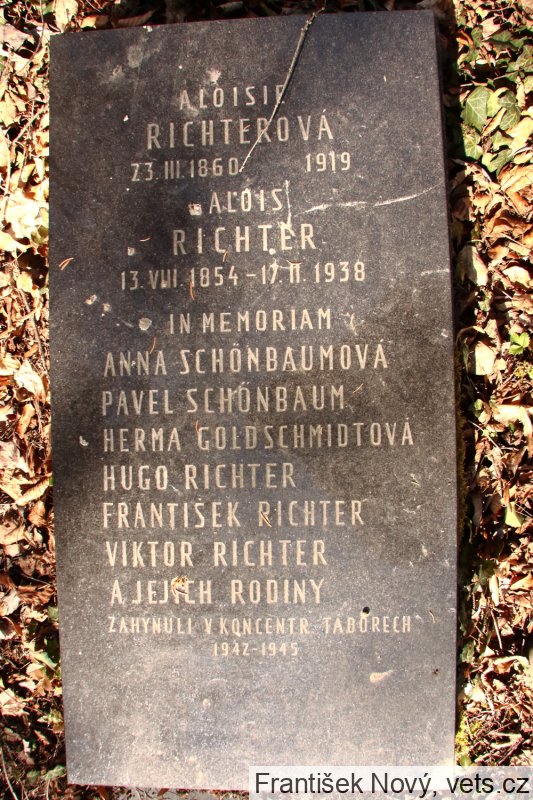 ALOISIE
RICHTEROVÁ
23. III. 1860 1919
ALOIS
RICHTER
13. VIII. 1854 - 17. II. 1938
IN MEMORIAM
ANNA SCHÖNBAUMOVÁ
PAVEL SCHÖNBAUM
HERMA GOLDSCHMIDTOVÁ
HUGO RICHTER
FRANTIŠEK RICHTER
VIKTOR RICHTER
A JEJICH RODINY
ZAHYNULI V KONCENTR. TÁBORECH
1942-1945
František Nový, vets.cz